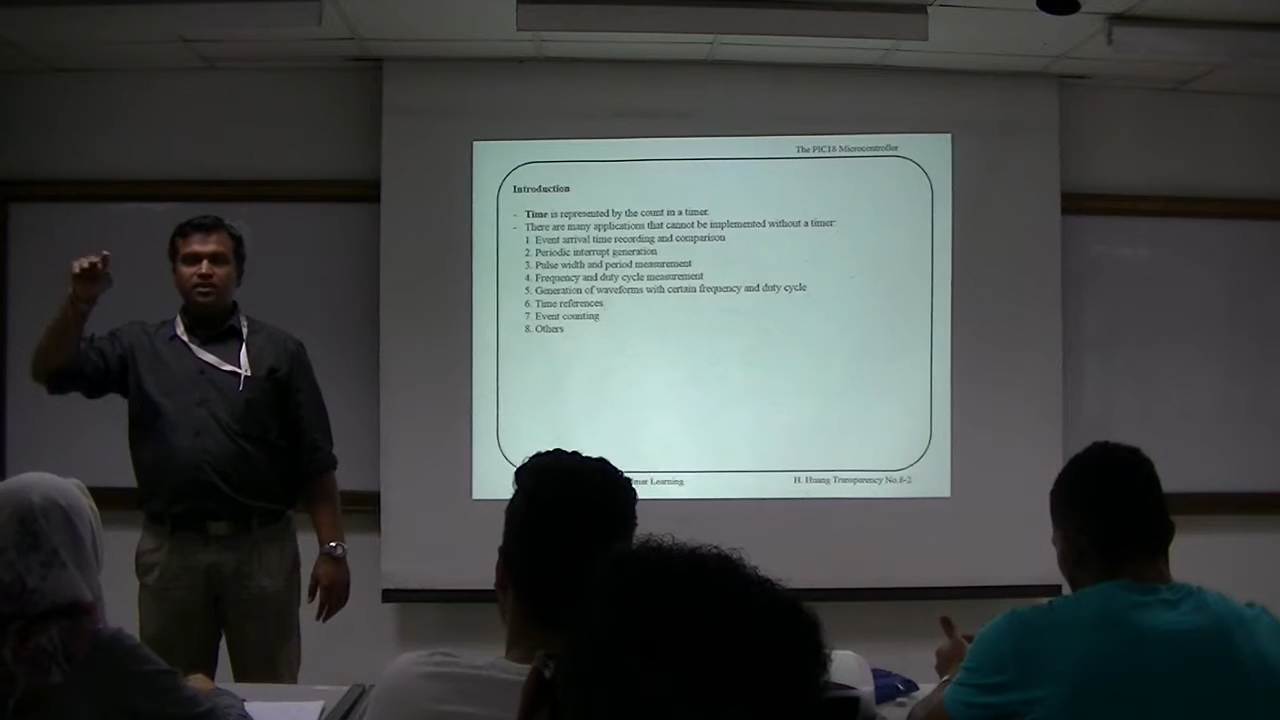 The PIC18 Microcontroller
Introduction
- Time is represented by the count in a timer.
- There are many applications that cannot be implemented without a timer:
1. Event arrival time recording and comparison
2. Periodic interrupt generation
3. Pulse width and period measurement
4. Frequency and duty cycle measurement
5. Generation of waveforms with certain frequency and duty cycle
6. Time references
7. Event counting
8. Others
Learning
H. Huang Transparency No.8-2